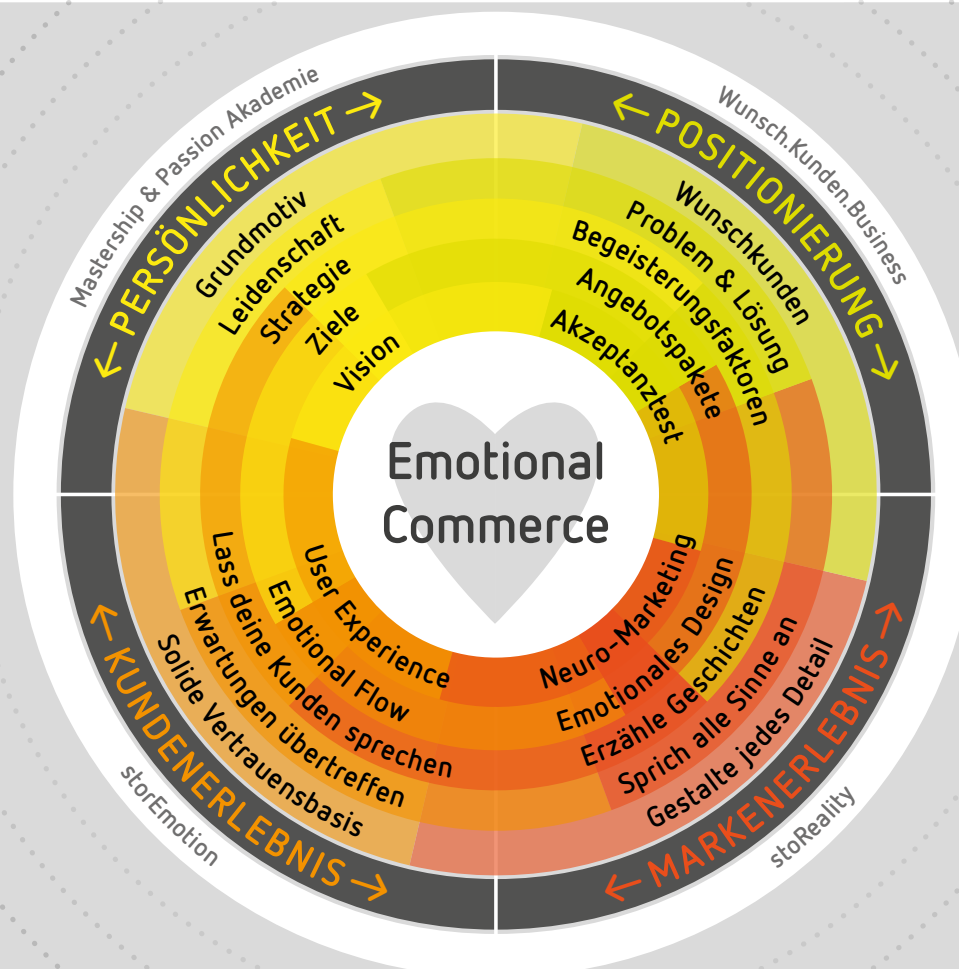 Mastership & Passion Akademie
← PERSÖNLICHKEIT →
Grundmotiv
Leidenschaft
Strategie
Ziele
Vision
Wunsch.Kunden.Business
← POSITIONIERUNG →
Wunschkunden
Problem & Lösung
Begeisterungsfaktoren
Angebotspakete
Akzeptanztest
Emotional
Commerce
User Experience
Emotional Flow
Lass deine Kunden sprechen
Erwartungen übertreffen
Solide Vertrauensbasis
← KUNDENERLEBNIS →
storEmotion
Neuro-Marketing
Emotionales Design
Erzähle Geschichten
Sprich alle Sinne an
Gestalte jedes Detail
← MARKENERLEBNIS →
stoReality